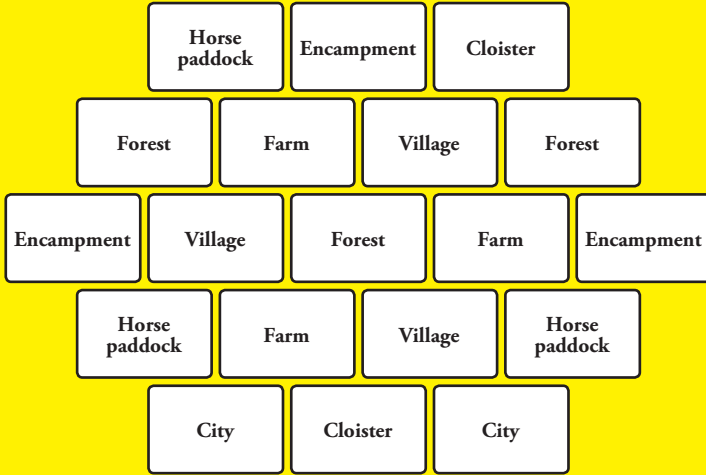 Horse
paddock
Encampment
Cloister
Forest
Farm
Village
Forest
Encampment
Village
Forest
Farm
Encampment
Horse
paddock
Farm
Village
Horse
paddock
City
Cloister
City